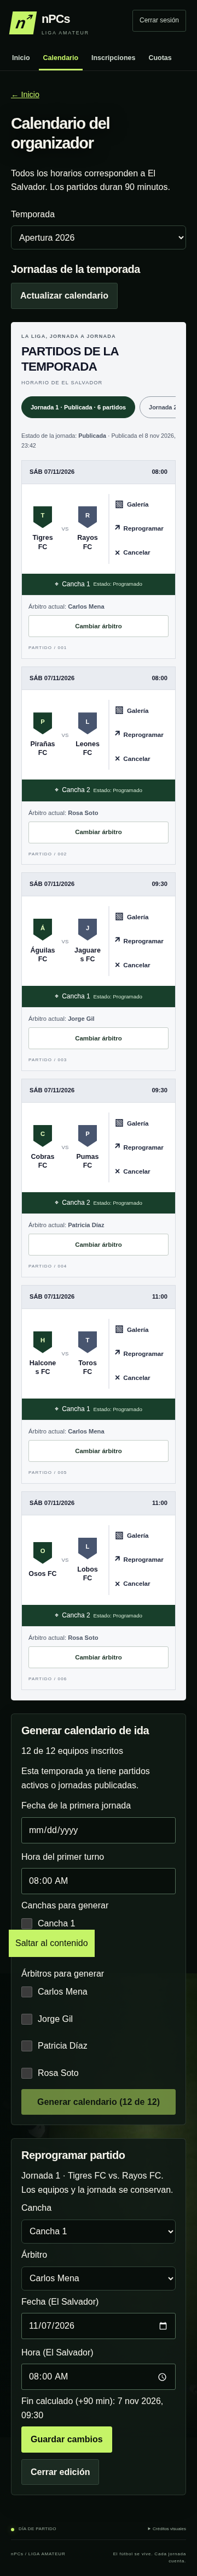 nPCs
LIGA AMATEUR
Cerrar sesión
Inicio Calendario Inscripciones Cuotas
← Inicio
Calendario del
organizador
Todos los horarios corresponden a El
Salvador. Los partidos duran 90 minutos.
Temporada
Apertura 2026
Jornadas de la temporada
Actualizar calendario
LA LIGA, JORNADA A JORNADA
PARTIDOS DE LA
TEMPORADA
HORARIO DE EL SALVADOR
Jornada 1 · Publicada · 6 partidos
Jornada 2
Estado de la jornada: Publicada · Publicada el 8 nov 2026,
23:42
SÁB 07/11/2026 08:00
T VS R
Tigres FC
Rayos FC
Galería
Reprogramar
× Cancelar
Cancha 1 Estado: Programado
Árbitro actual: Carlos Mena
Cambiar árbitro
PARTIDO / 001
SÁB 07/11/2026 08:00
P VS L
Pirañas FC
Leones FC
Galería
Reprogramar
× Cancelar
Cancha 2 Estado: Programado
Árbitro actual: Rosa Soto
Cambiar árbitro
PARTIDO / 002
SÁB 07/11/2026 09:30
Á VS J
Águilas FC
Jaguares FC
Galería
Reprogramar
× Cancelar
Cancha 1 Estado: Programado
Árbitro actual: Jorge Gil
Cambiar árbitro
PARTIDO / 003
SÁB 07/11/2026 09:30
C VS P
Cobras FC
Pumas FC
Galería
Reprogramar
× Cancelar
Cancha 2 Estado: Programado
Árbitro actual: Patricia Díaz
Cambiar árbitro
PARTIDO / 004
SÁB 07/11/2026 11:00
H VS T
Halcones FC
Toros FC
Galería
Reprogramar
× Cancelar
Cancha 1 Estado: Programado
Árbitro actual: Carlos Mena
Cambiar árbitro
PARTIDO / 005
SÁB 07/11/2026 11:00
O VS L
Osos FC
Lobos FC
Galería
Reprogramar
× Cancelar
Cancha 2 Estado: Programado
Árbitro actual: Rosa Soto
Cambiar árbitro
PARTIDO / 006
Generar calendario de ida
12 de 12 equipos inscritos
Esta temporada ya tiene partidos
activos o jornadas publicadas.
Fecha de la primera jornada
mm/dd/yyyy
Hora del primer turno
08:00 AM
Canchas para generar
Cancha 1
Saltar al contenido
Árbitros para generar
Carlos Mena
Jorge Gil
Patricia Díaz
Rosa Soto
Generar calendario (12 de 12)
Reprogramar partido
Jornada 1 · Tigres FC vs. Rayos FC.
Los equipos y la jornada se conservan.
Cancha
Cancha 1
Árbitro
Carlos Mena
Fecha (El Salvador)
11/07/2026
Hora (El Salvador)
08:00 AM
Fin calculado (+90 min): 7 nov 2026,
09:30
Guardar cambios
Cerrar edición
DÍA DE PARTIDO
Créditos visuales
nPCs / LIGA AMATEUR
El fútbol se vive. Cada jornada
cuenta.